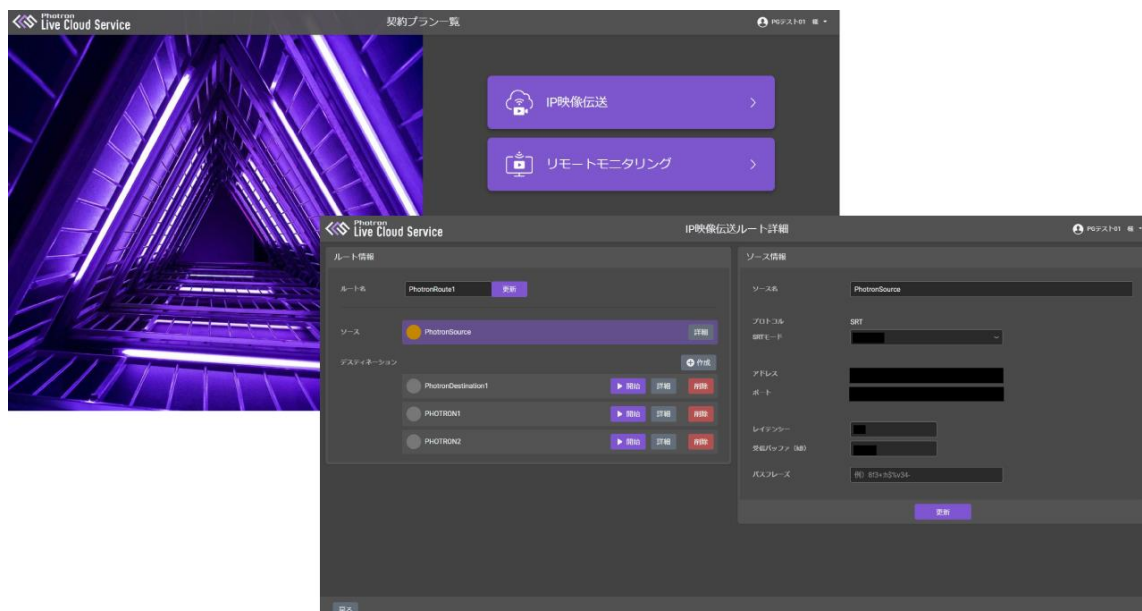 Photron
Live Cloud Service
契約プラン一覧
PGテスト01 様
IP映像伝送
リモートモニタリング
Photron
Live Cloud Service
IP映像伝送ルート詳細
PGテスト01 様
ルート情報
ルート名
PhotronRoute1
更新
ソース
PhotronSource
詳細
デスティネーション
作成
PhotronDestination1
開始
詳細
削除
PHOTRON1
開始
詳細
削除
PHOTRON2
開始
詳細
削除
ソース情報
ソース名
PhotronSource
プロトコル
SRT
SRTモード
アドレス
ポート
レイテンシー
受信バッファ (kB)
パスフレーズ
更新
戻る